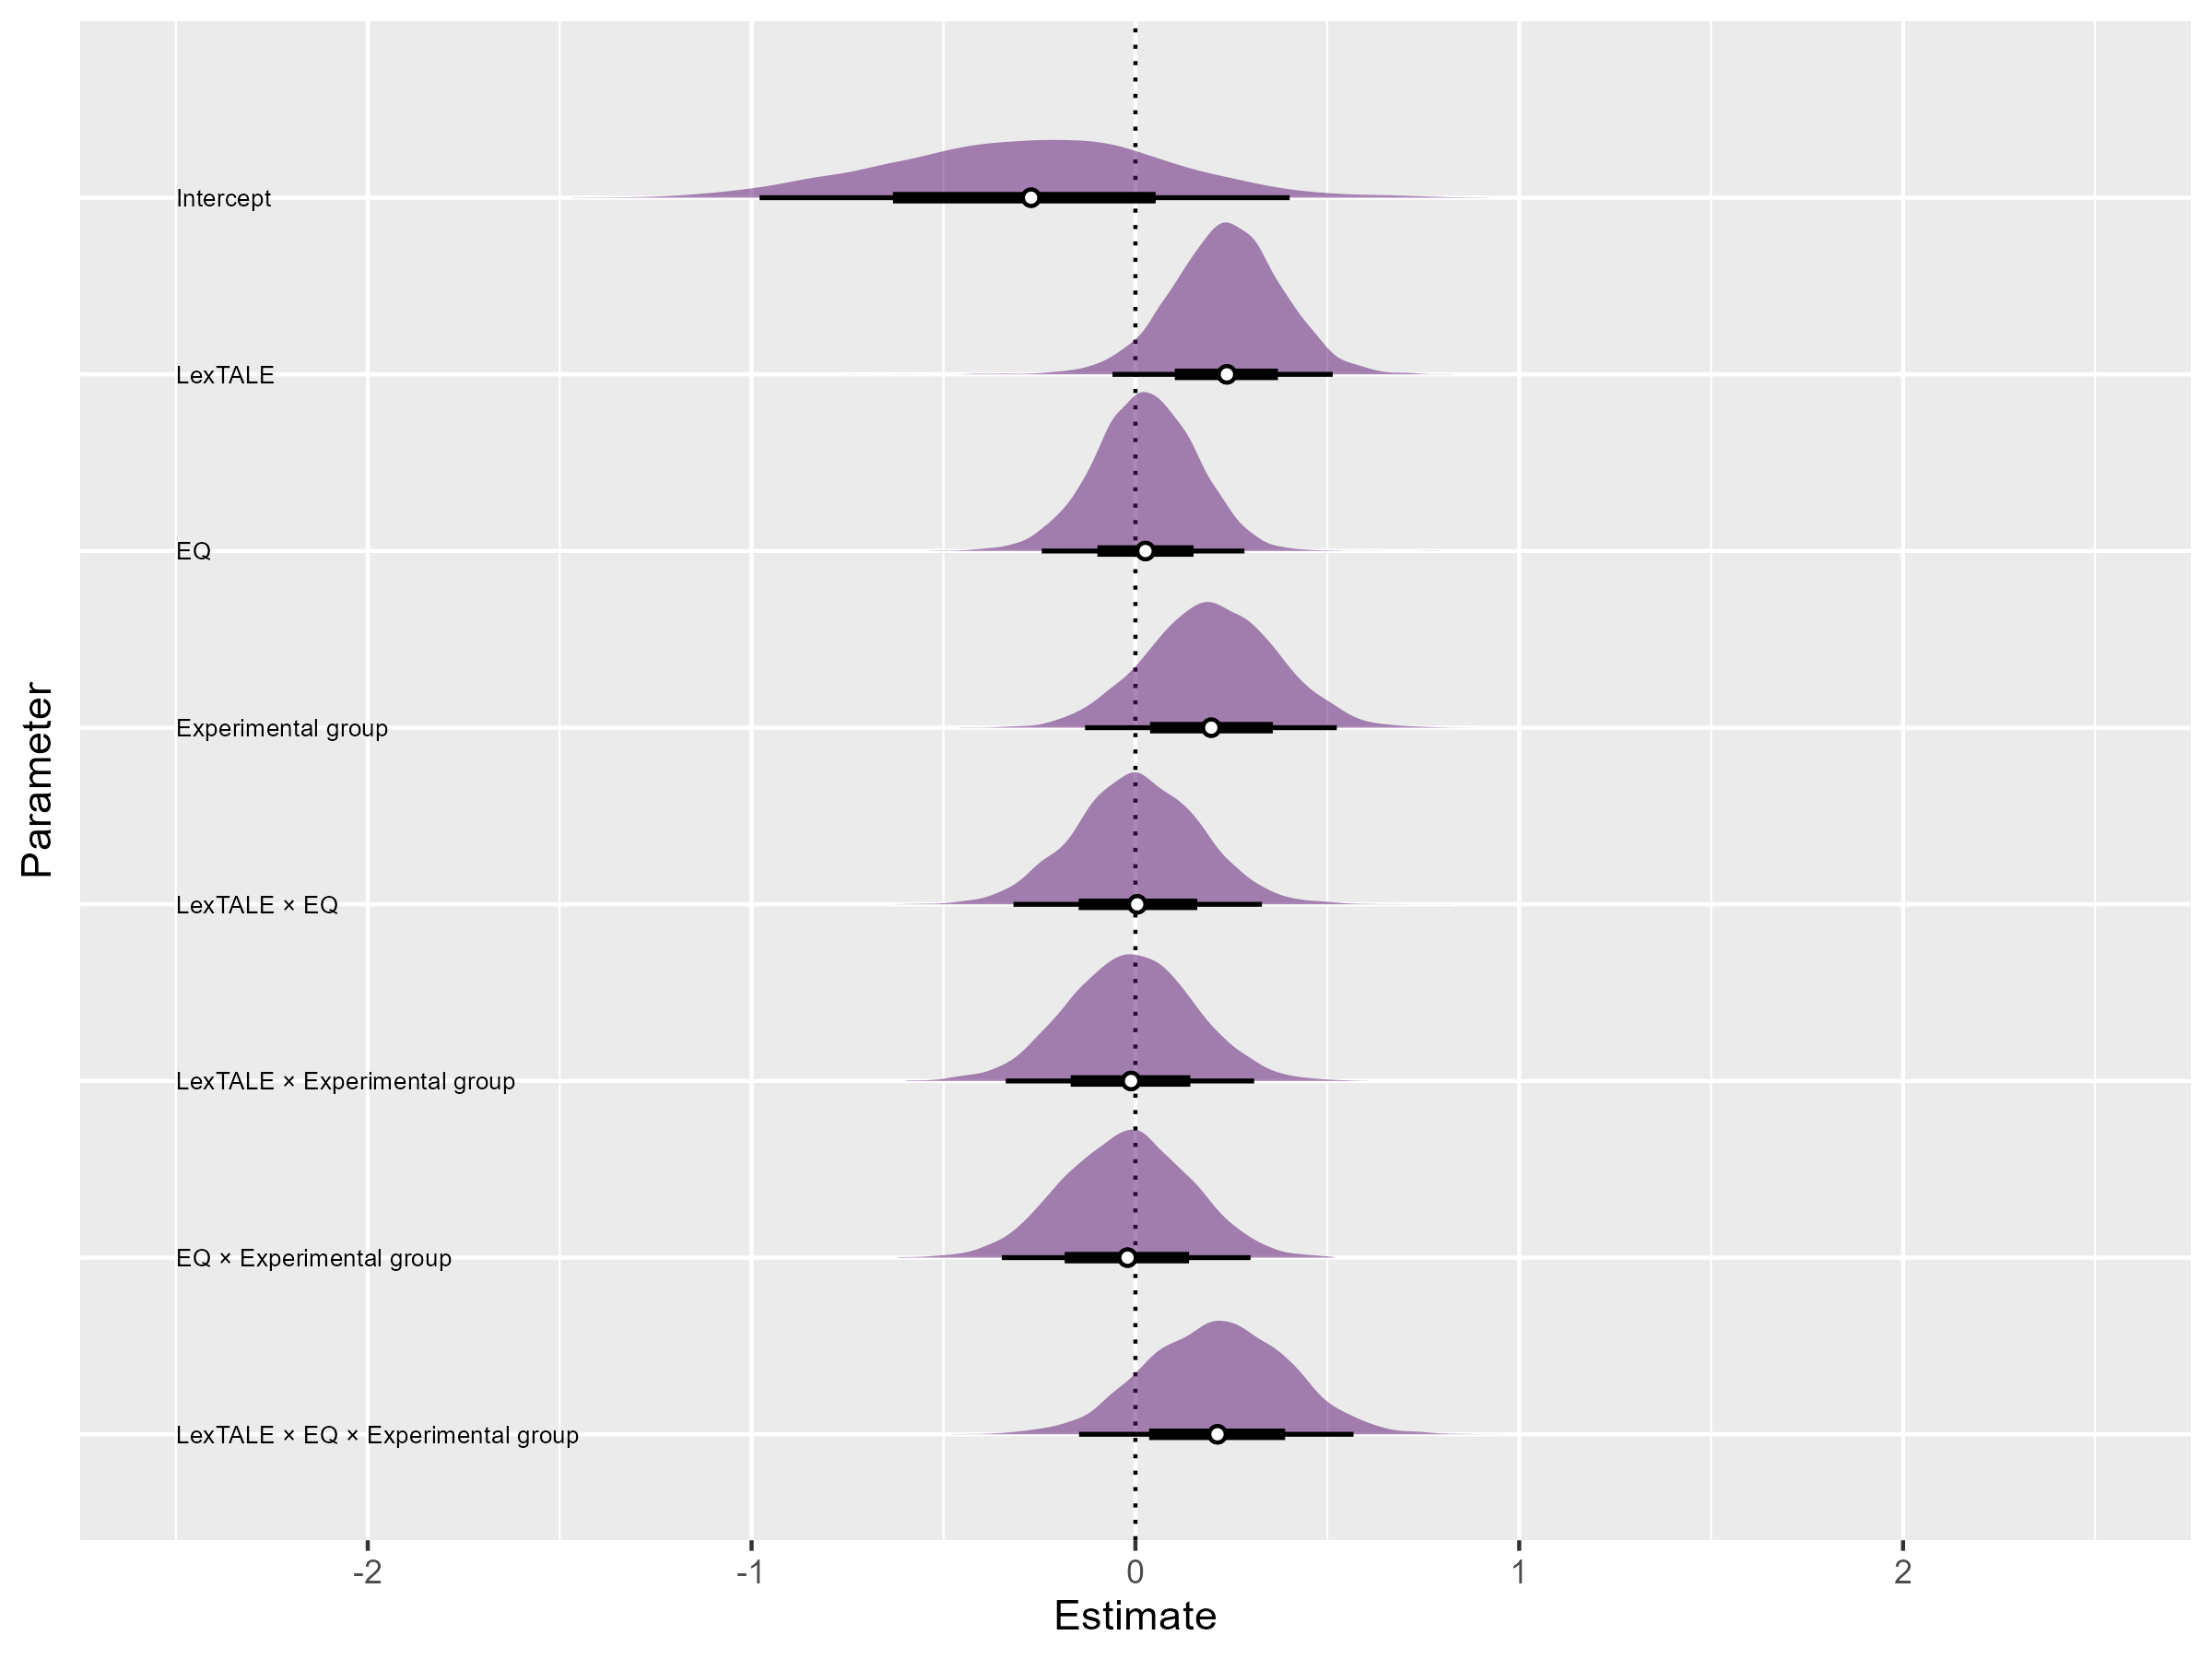 Intercept
LexTALE
EQ
Experimental group
LexTALE × EQ
LexTALE × Experimental group
EQ × Experimental group
LexTALE × EQ × Experimental group
Parameter
-2 -1 0 1 2
Estimate